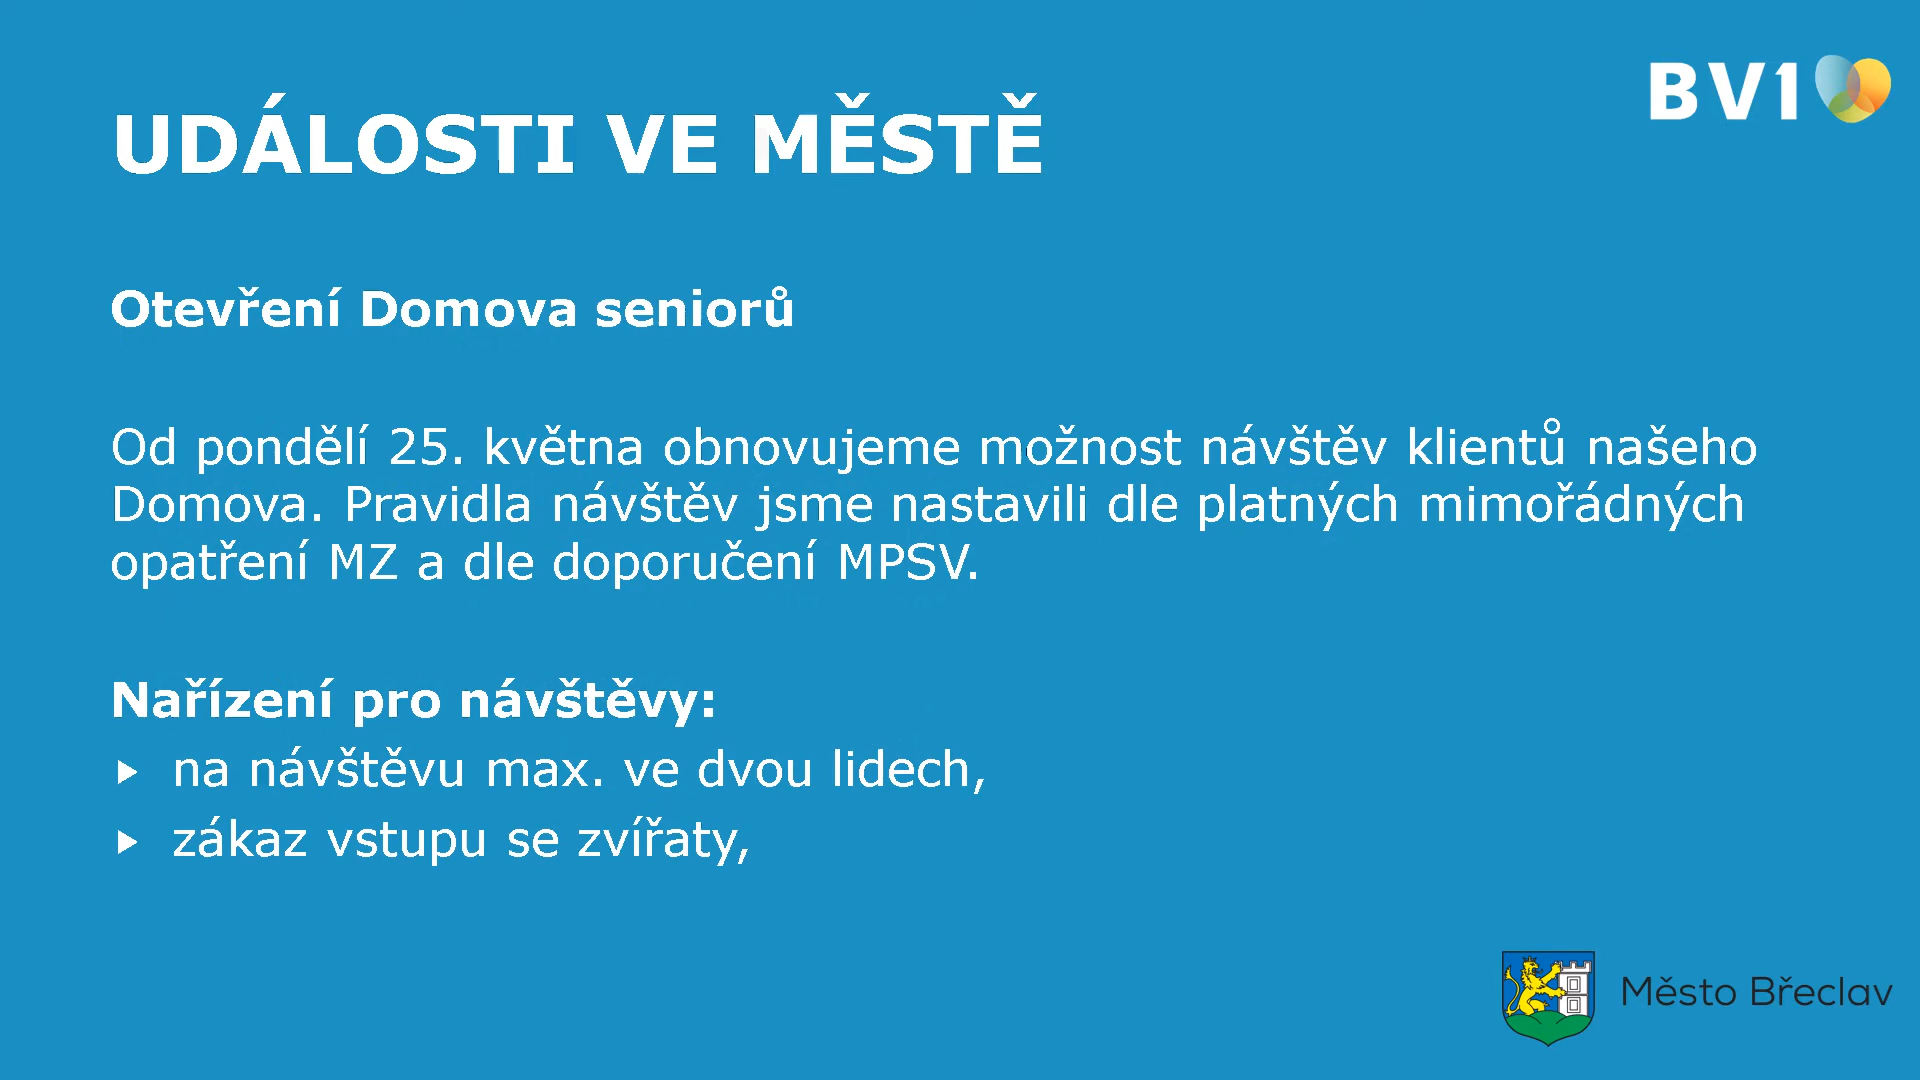 BV1
UDÁLOSTI VE MĚSTĚ
Otevření Domova seniorů
Od pondělí 25. května obnovujeme možnost návštěv klientů našeho
Domova. Pravidla návštěv jsme nastavili dle platných mimořádných
opatření MZ a dle doporučení MPSV.
Nařízení pro návštěvy:
na návštěvu max. ve dvou lidech,
zákaz vstupu se zvířaty,
Město Břeclav